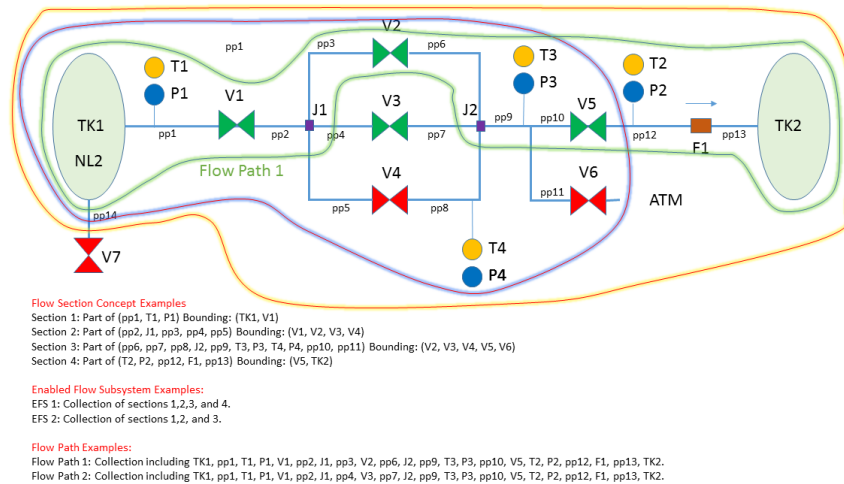 V2
pp1
pp3
pp6
T1
T3
T2
P1
P3
P2
V1
J1
V3
J2
V5
TK1
pp1
pp2
pp4
pp7
pp9
pp10
pp12
pp13
TK2
F1
NL2
Flow Path 1
V4
V6
pp11
ATM
pp14
pp5
pp8
V7
T4
P4
Flow Section Concept Examples
Section 1: Part of (pp1, T1, P1) Bounding: (TK1, V1)
Section 2: Part of (pp2, J1, pp3, pp4, pp5) Bounding: (V1, V2, V3, V4)
Section 3: Part of (pp6, pp7, pp8, J2, pp9, T3, P3, T4, P4, pp10, pp11) Bounding: (V2, V3, V4, V5, V6)
Section 4: Part of (T2, P2, pp12, F1, pp13) Bounding: (V5, TK2)
Enabled Flow Subsystem Examples:
EFS 1: Collection of sections 1,2,3, and 4.
EFS 2: Collection of sections 1,2, and 3.
Flow Path Examples:
Flow Path 1: Collection including TK1, pp1, T1, P1, V1, pp2, J1, pp3, V2, pp6, J2, pp9, T3, P3, pp10, V5, T2, P2, pp12, F1, pp13, TK2.
Flow Path 2: Collection including TK1, pp1, T1, P1, V1, pp2, J1, pp4, V3, pp7, J2, pp9, T3, P3, pp10, V5, T2, P2, pp12, F1, pp13, TK2.